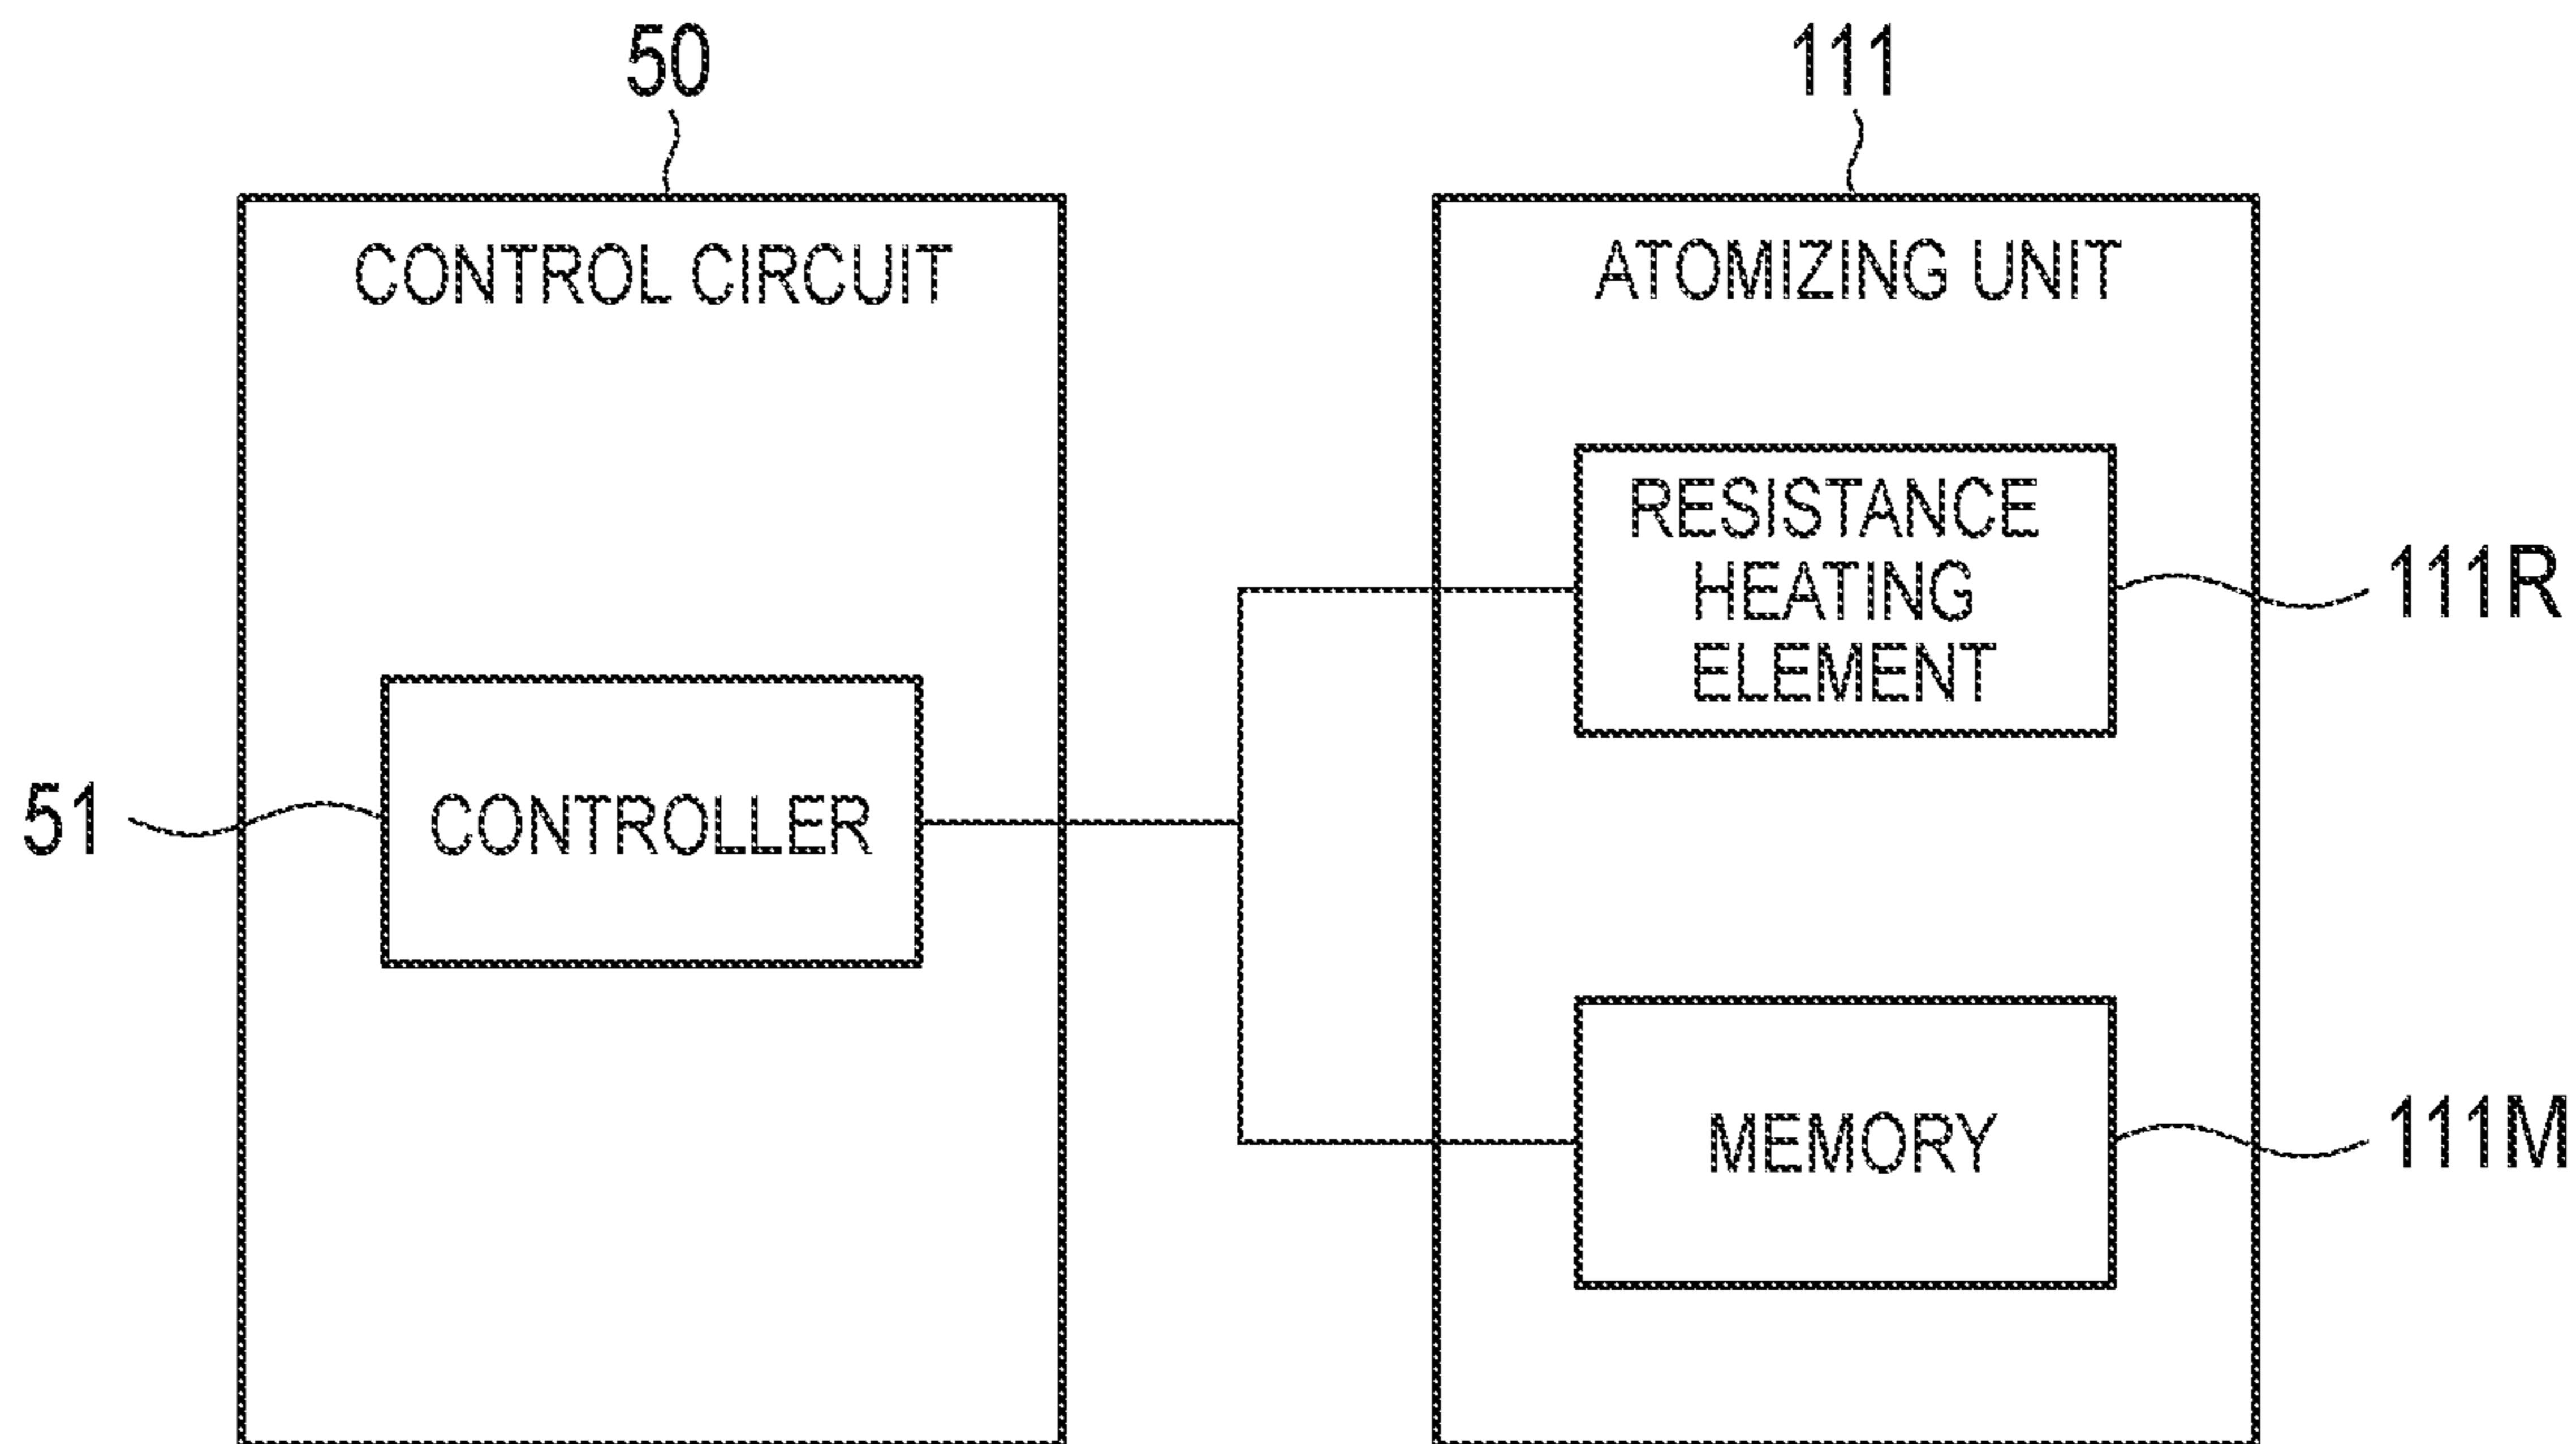 50
111
CONTROL CIRCUIT
ATOMIZING UNIT
RESISTANCE
HEATING
ELEMENT
111R
51
CONTROLLER
MEMORY
111M